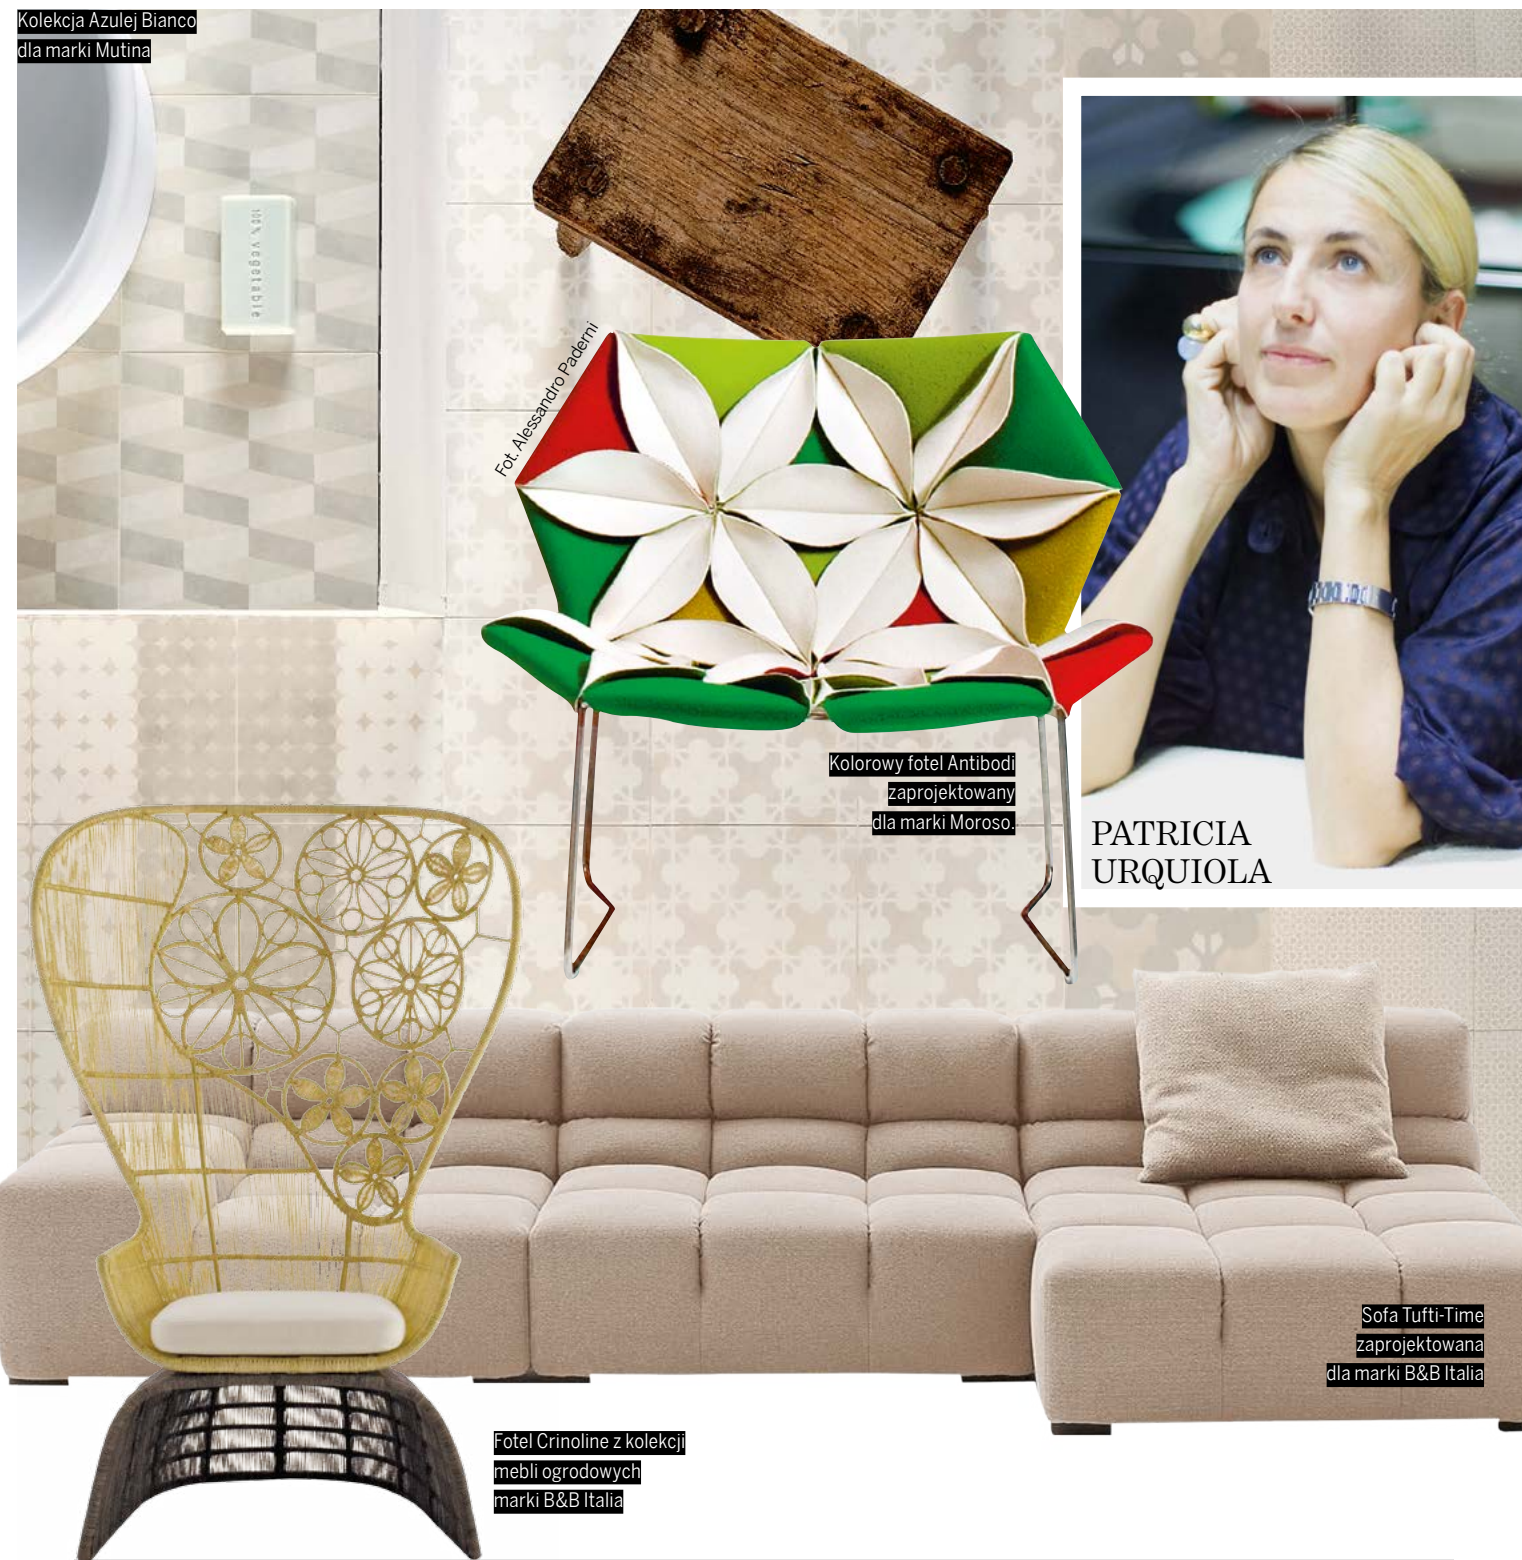 Kolekcja Azulej Bianco
dla marki Mutina
100% vegetable
Fot. Alessandro Paderni
Kolorowy fotel Antibodi
zaprojektowany
dla marki Moroso.
PATRICIA
URQUIOLA
Sofa Tufti-Time
zaprojektowana
dla marki B&B Italia
Fotel Crinoline z kolekcji
mebli ogrodowych
marki B&B Italia